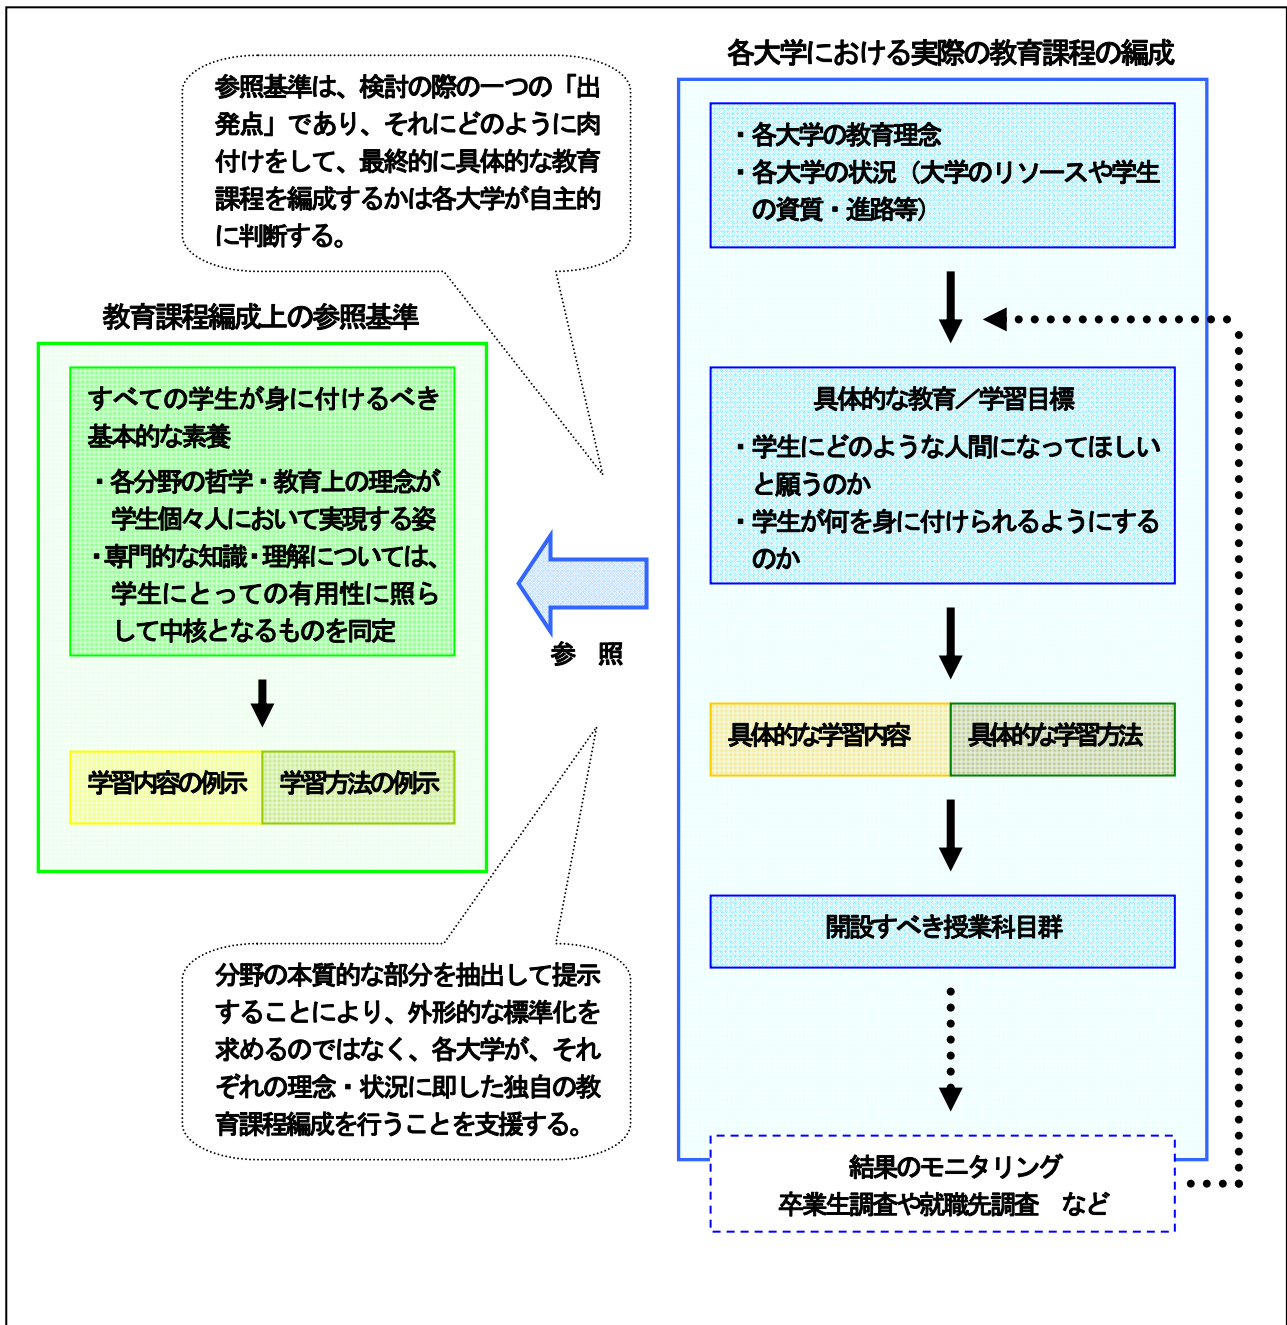 各大学における実際の教育課程の編成
参照基準は、検討の際の一つの「出
発点」であり、それにどのように肉
付けをして、最終的に具体的な教育
課程を編成するかは各大学が自主的
に判断する。
・各大学の教育理念
・各大学の状況（大学のリソースや学生
の資質・進路等）
教育課程編成上の参照基準
すべての学生が身に付けるべき
基本的な素養
・各分野の哲学・教育上の理念が
学生個々人において実現する姿
・専門的な知識・理解については、
学生にとっての有用性に照ら
して中核となるものを同定
学習内容の例示
学習方法の例示
参　照
具体的な教育／学習目標
・学生にどのような人間になってほしい
と願うのか
・学生が何を身に付けられるようにする
のか
具体的な学習内容
具体的な学習方法
開設すべき授業科目群
分野の本質的な部分を抽出して提示
することにより、外形的な標準化を
求めるのではなく、各大学が、それ
ぞれの理念・状況に即した独自の教
育課程編成を行うことを支援する。
結果のモニタリング
卒業生調査や就職先調査　など